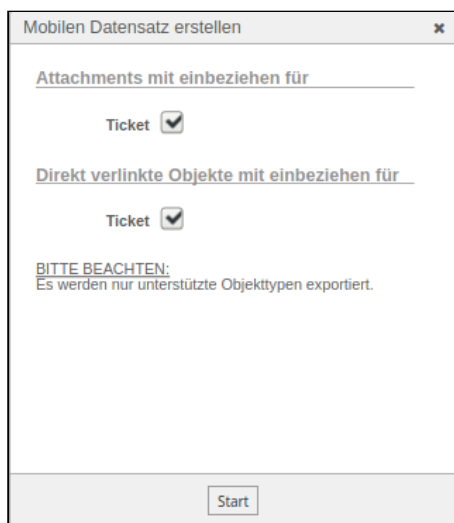 Mobilen Datensatz erstellen
Attachments mit einbeziehen für
Ticket
Direkt verlinkte Objekte mit einbeziehen für
Ticket
BITTE BEACHTEN:
Es werden nur unterstützte Objekttypen exportiert.
Start